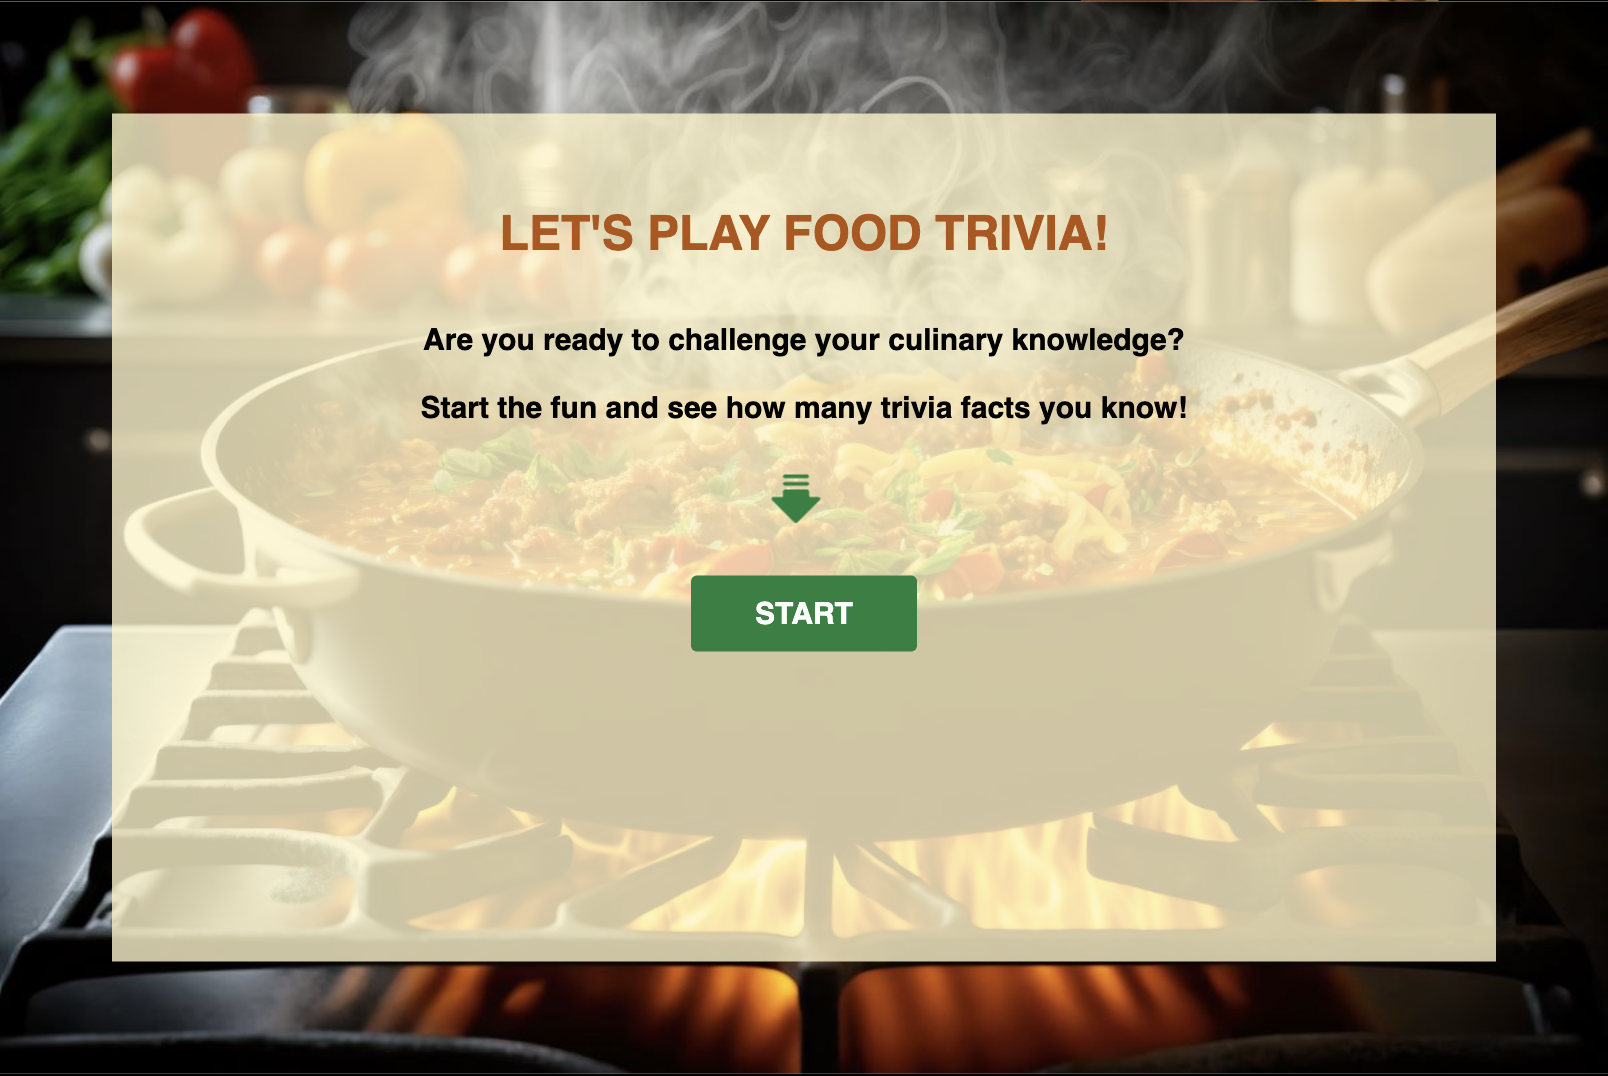 LET'S PLAY FOOD TRIVIA!
Are you ready to challenge your culinary knowledge?
Start the fun and see how many trivia facts you know!
START